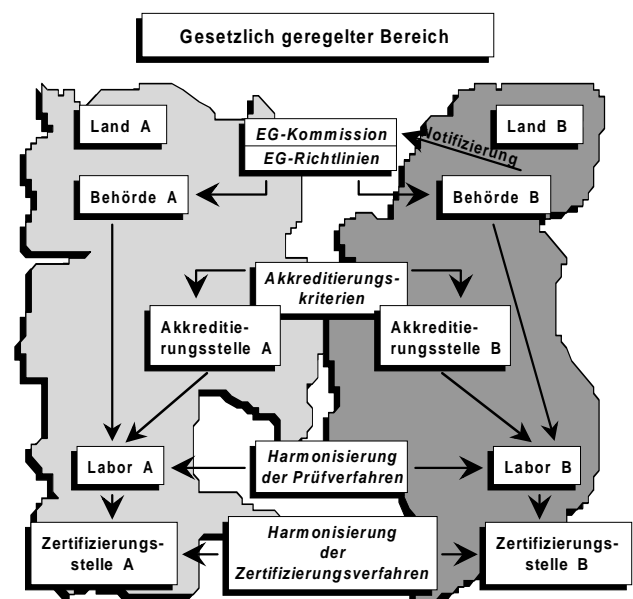 Gesetzlich geregelter Bereich
Land A
EG-Kommission
EG-Richtlinien
Notifizierung
Land B
Behörde A
Behörde B
Akkreditierungs-
kriterien
Akkreditie-
rungsstelle A
Akkreditie-
rungsstelle B
Labor A
Harmonisierung
der Prüfverfahren
Labor B
Zertifizierungs-
stelle A
Harmonisierung
der
Zertifizierungsverfahren
Zertifizierungs-
stelle B